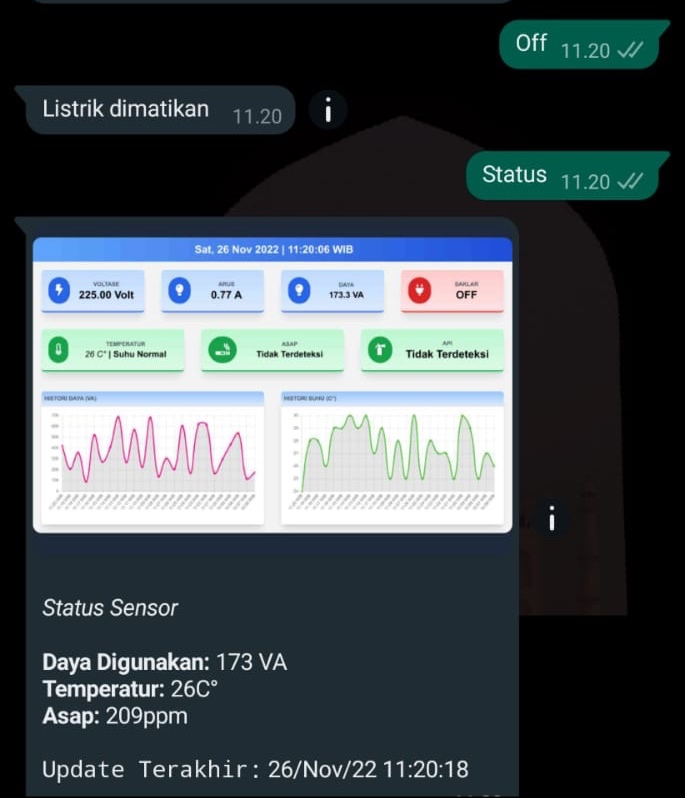 Off 11.20
Listrik dimatikan 11.20
Status 11.20
Sat, 26 Nov 2022 | 11:20:06 WIB
VOLTASE
225.00 Volt
ARUS
0.77 A
DAYA
173.3 VA
SAKLAR
OFF
TEMPERATUR
26 C° | Suhu Normal
ASAP
Tidak Terdeteksi
API
Tidak Terdeteksi
HISTORI DAYA (VA)
HISTORI SUHU (C°)
Status Sensor
Daya Digunakan: 173 VA
Temperatur: 26C°
Asap: 209ppm
Update Terakhir: 26/Nov/22 11:20:18